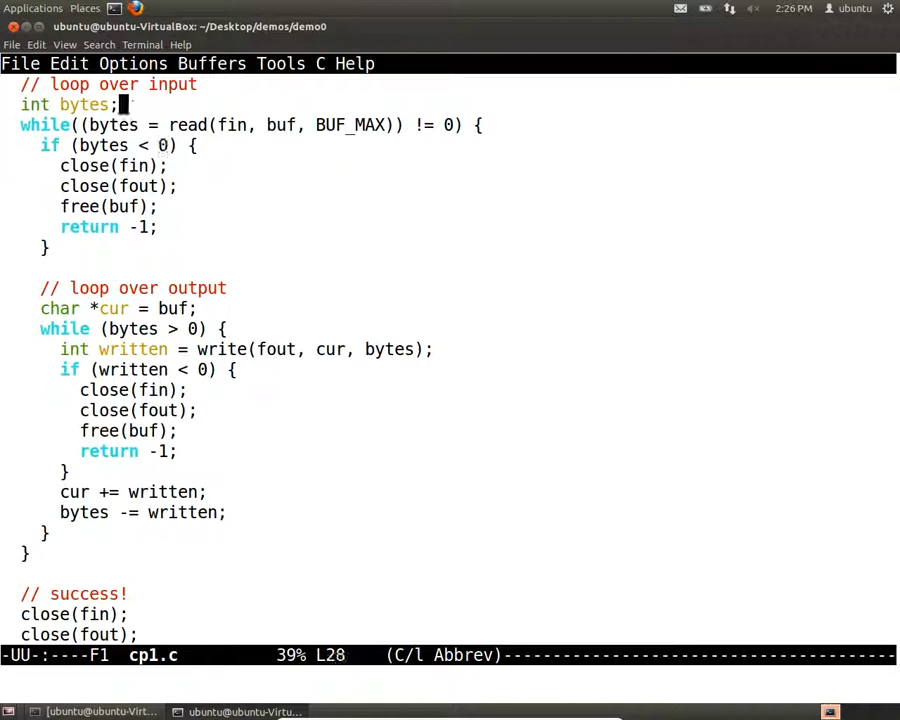 Applications Places 2:26 PM ubuntu
ubuntu@ubuntu-VirtualBox: ~/Desktop/demos/demo0
File Edit View Search Terminal Help
File Edit Options Buffers Tools C Help
// loop over input
int bytes;
while((bytes = read(fin, buf, BUF_MAX)) != 0) {
if (bytes < 0) {
close(fin);
close(fout);
free(buf);
return -1;
}
// loop over output
char *cur = buf;
while (bytes > 0) {
int written = write(fout, cur, bytes);
if (written < 0) {
close(fin);
close(fout);
free(buf);
return -1;
}
cur += written;
bytes -= written;
}
}
// success!
close(fin);
close(fout);
-UU-:----F1 cp1.c 39% L28 (C/l Abbrev)----------------------------------------
[ubuntu@ubuntu-Virt... ubuntu@ubuntu-Virtu...